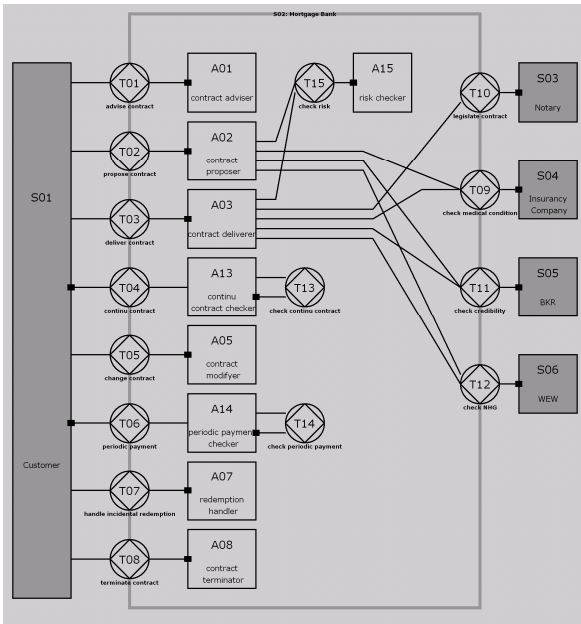 S02: Mortgage Bank
S01
Customer
T01
advise contract
A01
contract adviser
T15
check risk
A15
risk checker
T10
legislate contract
S03
Notary
T02
propose contract
A02
contract
proposer
T09
check medical condition
S04
Insurancy
Company
T03
deliver contract
A03
contract deliverer
T04
continu contract
A13
continu
contract checker
T13
check continu contract
T11
check credibility
S05
BKR
T05
change contract
A05
contract
modifyer
T12
check NHG
S06
WEW
T06
periodic payment
A14
periodic payment
checker
T14
check periodic payment
T07
handle incidental redemption
A07
redemption
handler
T08
terminate contract
A08
contract
terminator